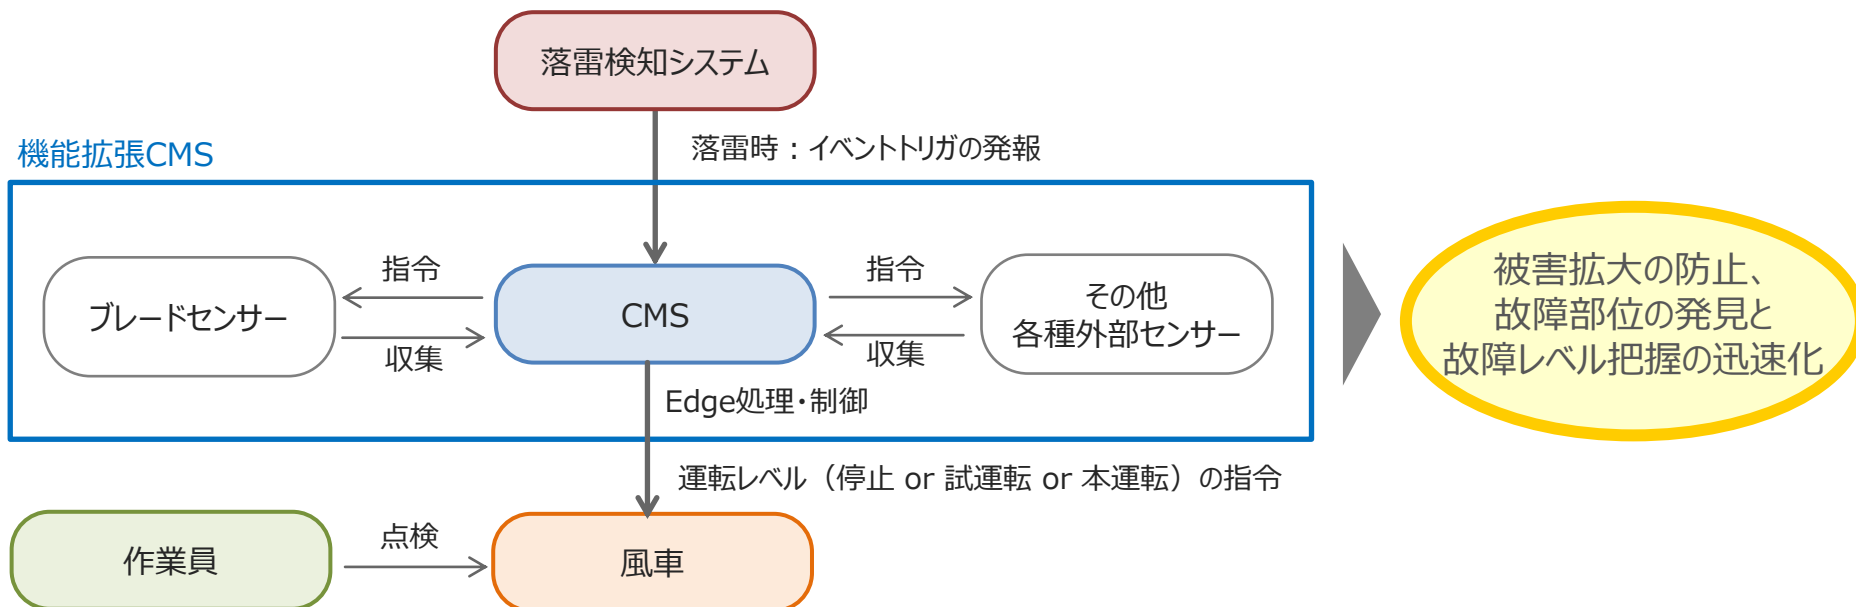 落雷検知システム
落雷時：イベントトリガの発報
機能拡張CMS
ブレードセンサー
指令
収集
CMS
指令
収集
その他
各種外部センサー
Edge処理・制御
運転レベル（停止 or 試運転 or 本運転）の指令
作業員
点検
風車
被害拡大の防止、
故障部位の発見と
故障レベル把握の迅速化